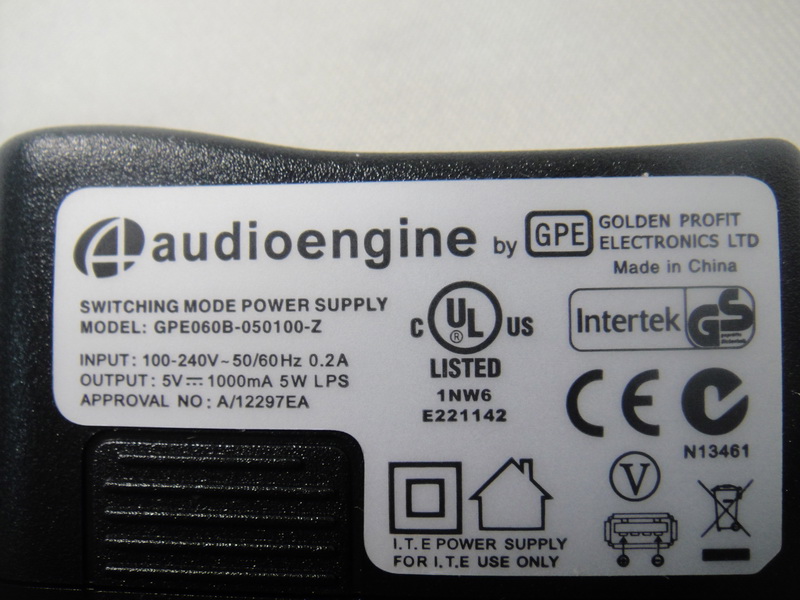 audioengine by GPE GOLDEN PROFIT
ELECTRONICS LTD
Made in China
SWITCHING MODE POWER SUPPLY
MODEL: GPE060B-050100-Z
INPUT: 100-240V~50/60Hz 0.2A
OUTPUT: 5V⎓1000mA 5W LPS
APPROVAL NO: A/12297EA
C UL US
®
LISTED
1NW6
E221142
Intertek GS
CE
N13461
V
I.T.E POWER SUPPLY
FOR I.T.E USE ONLY